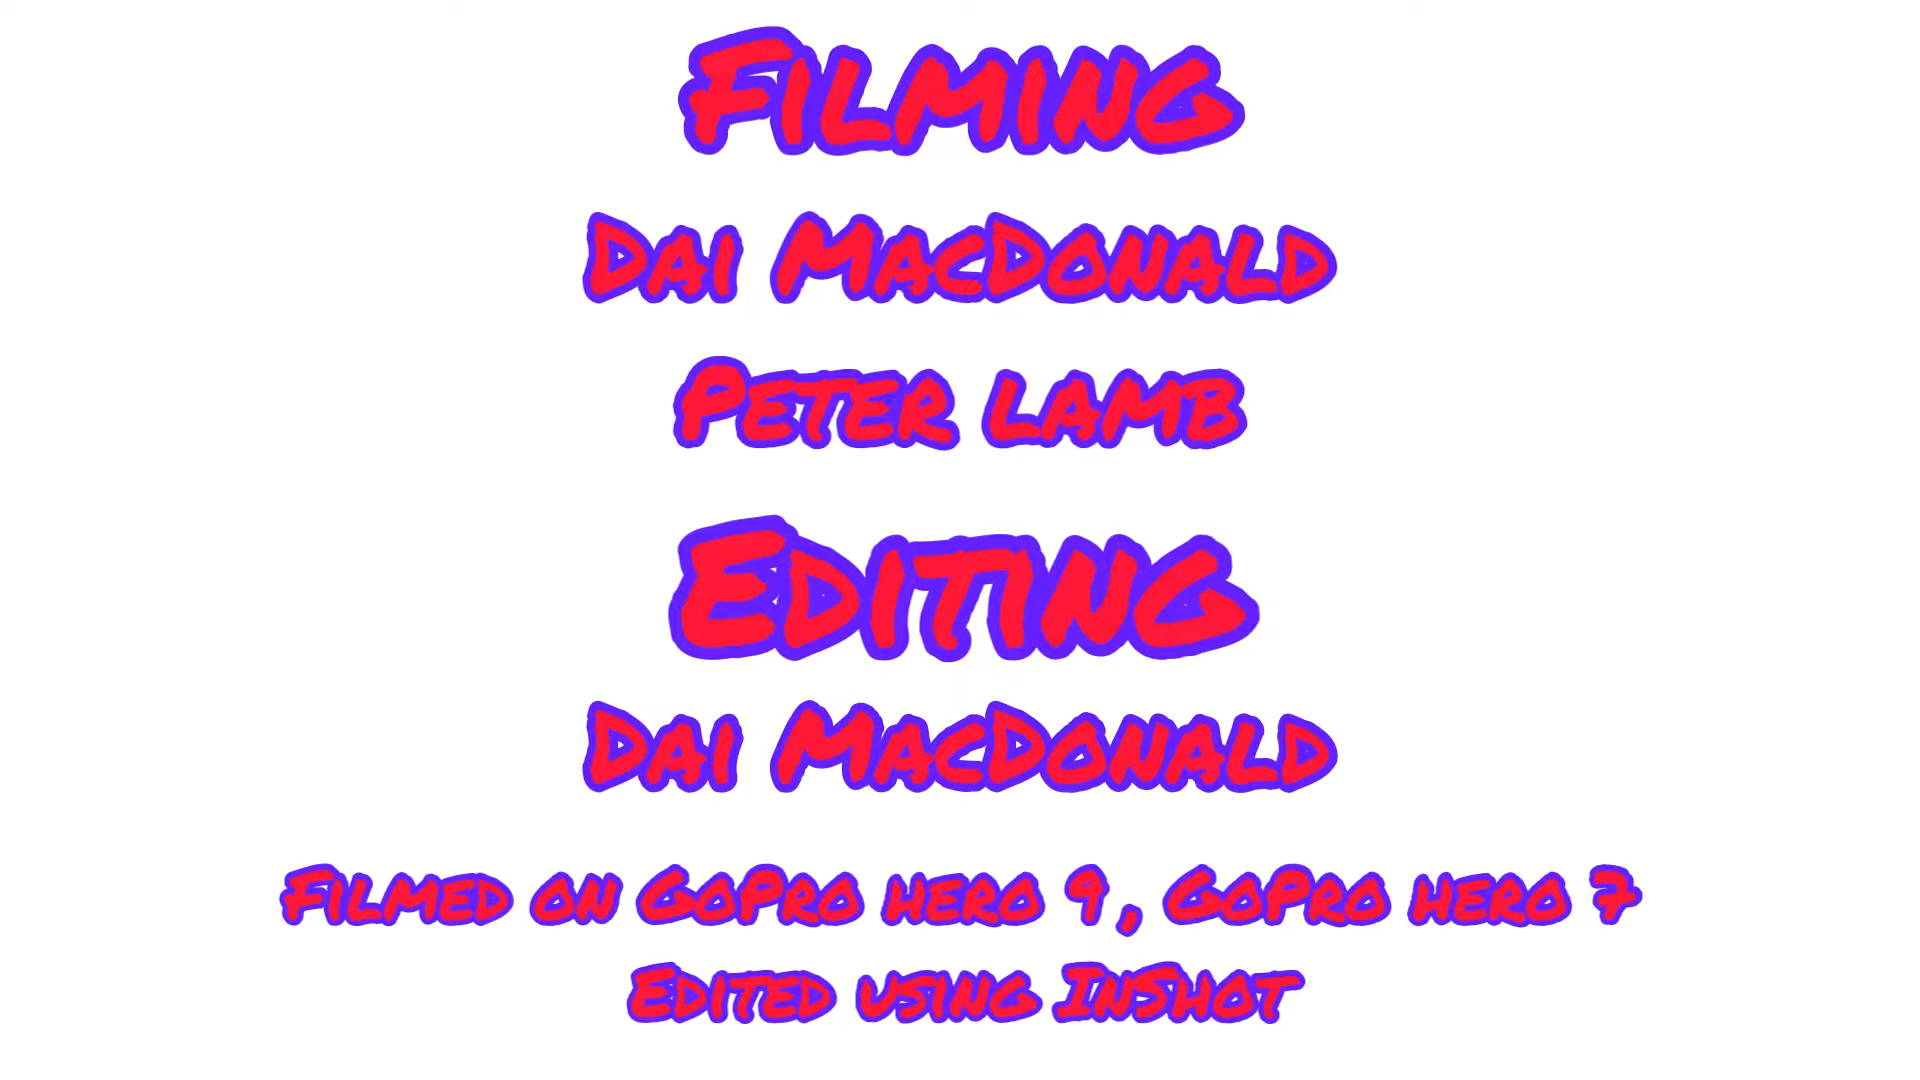 Filming
Dai MacDonald
Peter lamb
Editing
Dai MacDonald
Filmed on GoPro hero 9, GoPro hero 7
Edited using InShot